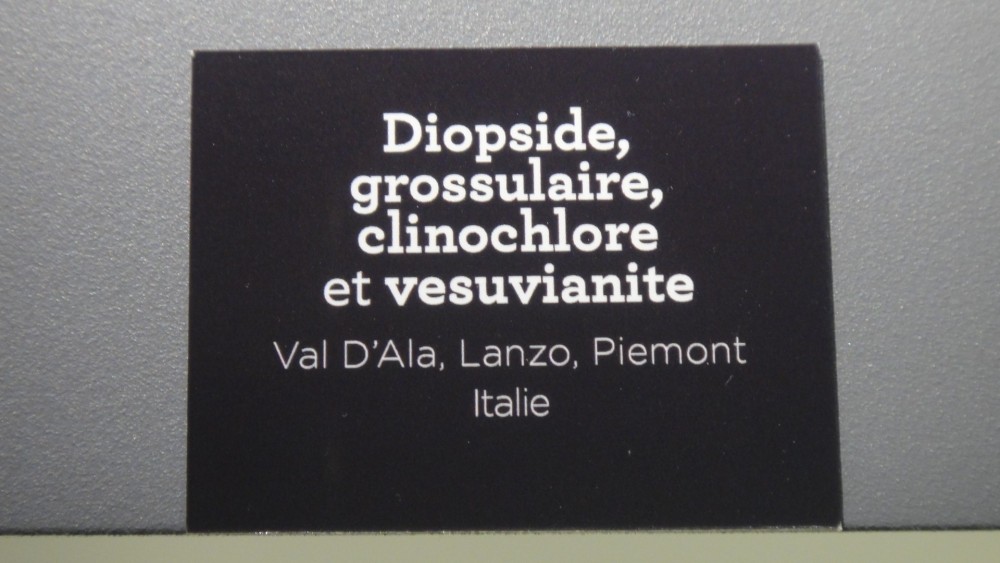 Diopside,
grossulaire,
clinochlore
et vesuvianite
Val D'Ala, Lanzo, Piemont
Italie